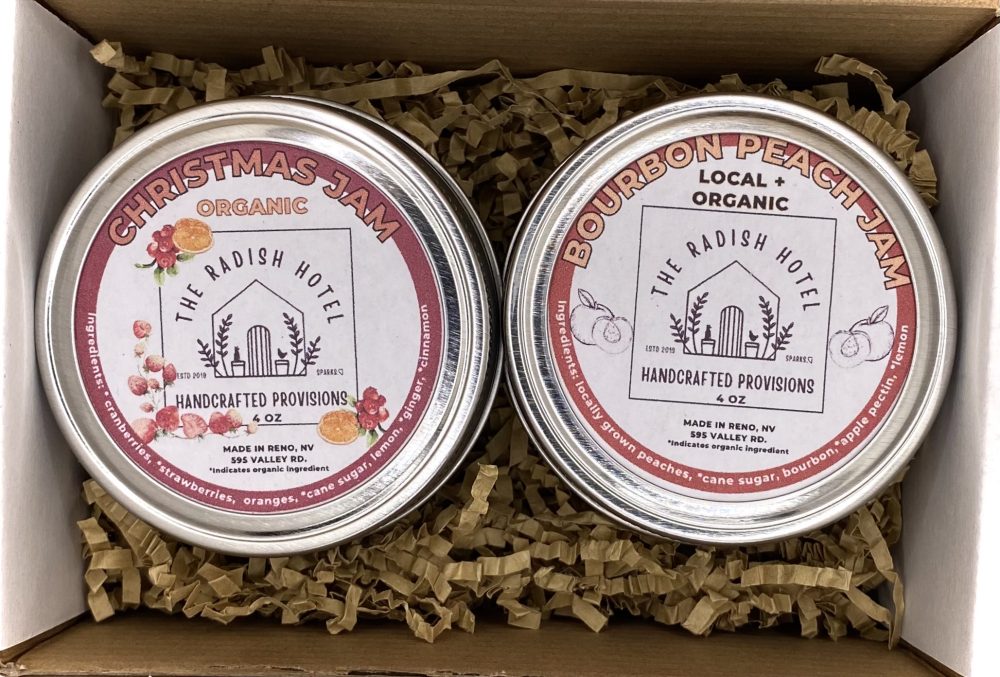 CHRISTMAS JAM
ORGANIC
THE RADISH HOTEL
ESTD 2019
SPARKS,
HANDCRAFTED PROVISIONS
4 OZ
MADE IN RENO, NV
595 VALLEY RD.
*Indicates organic ingredient
Ingredients: * cranberries, *strawberries, oranges, *cane sugar, lemon, *ginger, *cinnamon
BOURBON PEACH JAM
LOCAL +
ORGANIC
THE RADISH HOTEL
ESTD 2019
SPARKS,
HANDCRAFTED PROVISIONS
4 OZ
MADE IN RENO, NV
595 VALLEY RD.
*Indicates organic ingredient
Ingredients: locally grown peaches, *cane sugar, bourbon, *apple pectin, *lemon